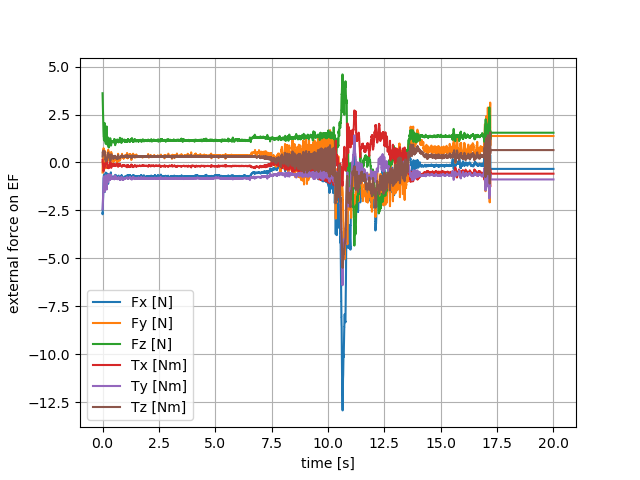 5.0
2.5
0.0
−2.5
−5.0
−7.5
−10.0
−12.5
external force on EF
Fx [N]
Fy [N]
Fz [N]
Tx [Nm]
Ty [Nm]
Tz [Nm]
0.0 2.5 5.0 7.5 10.0 12.5 15.0 17.5 20.0
time [s]